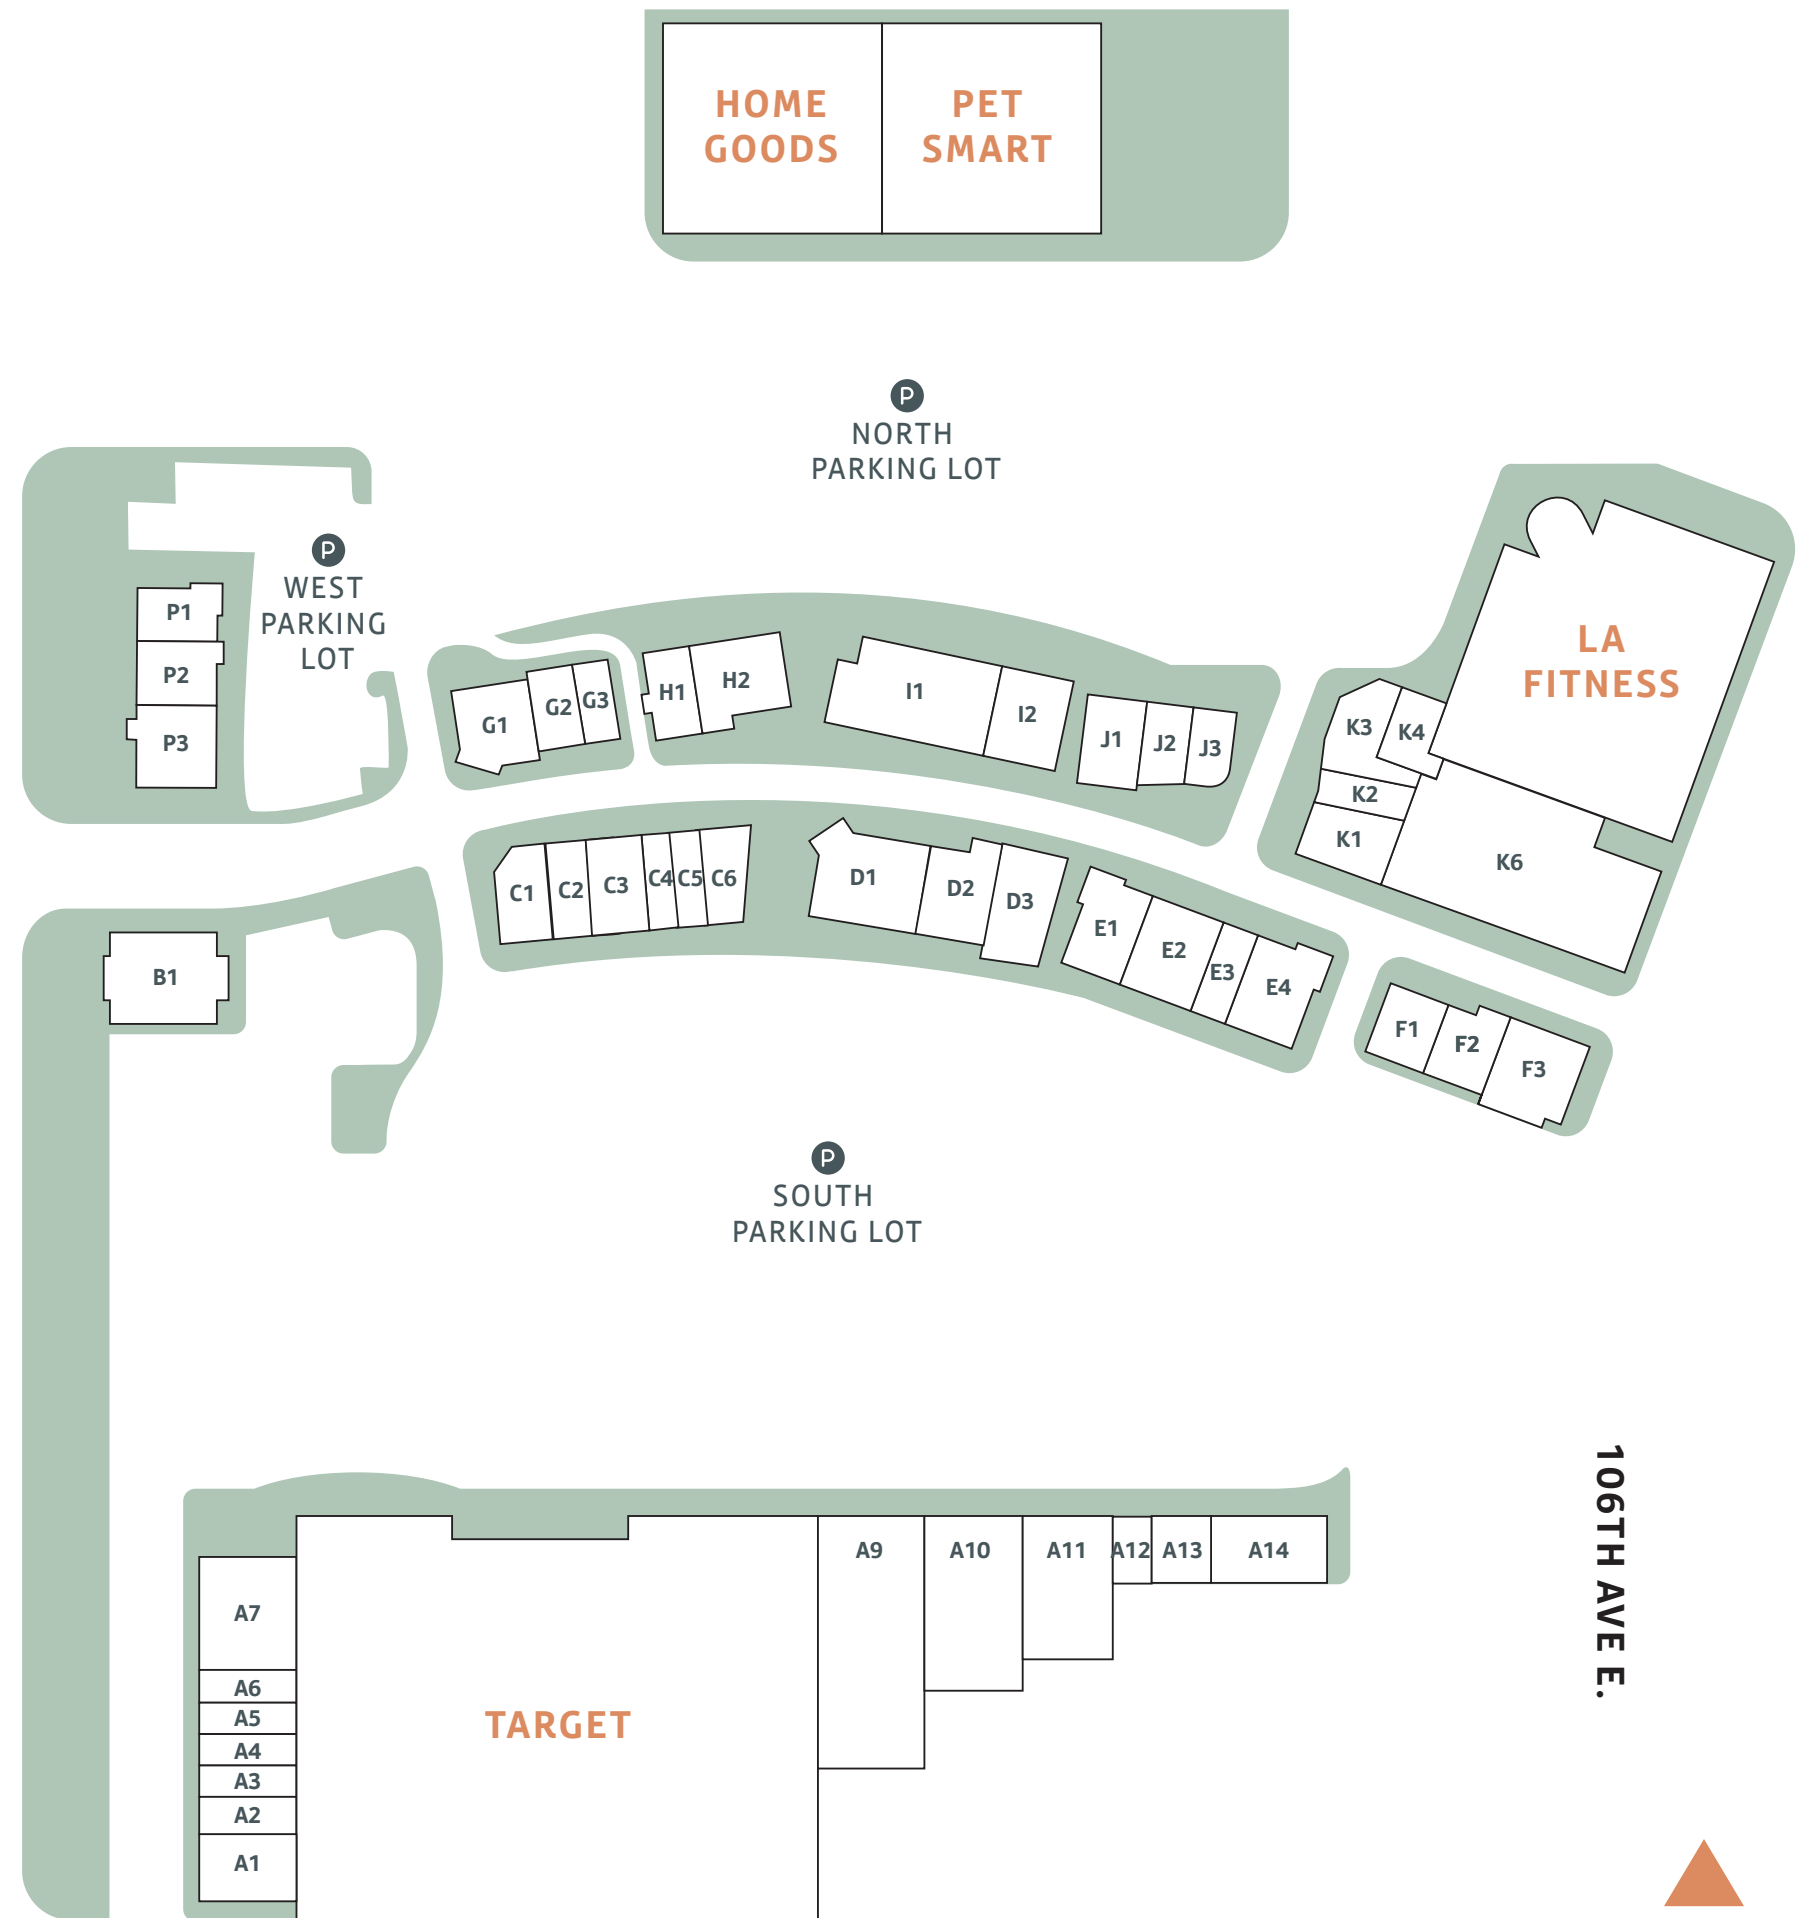 HOME
GOODS
PET
SMART
P
NORTH
PARKING LOT
P
WEST
PARKING
LOT
P1
P2
P3
G1
G2
G3
H1
H2
I1
I2
J1
J2
J3
K3
K4
K2
K1
K6
LA
FITNESS
C1
C2
C3
C4
C5
C6
D1
D2
D3
E1
E2
E3
E4
F1
F2
F3
B1
P
SOUTH
PARKING LOT
106TH AVE E.
A9
A10
A11
A12
A13
A14
A7
A6
A5
A4
A3
A2
A1
TARGET